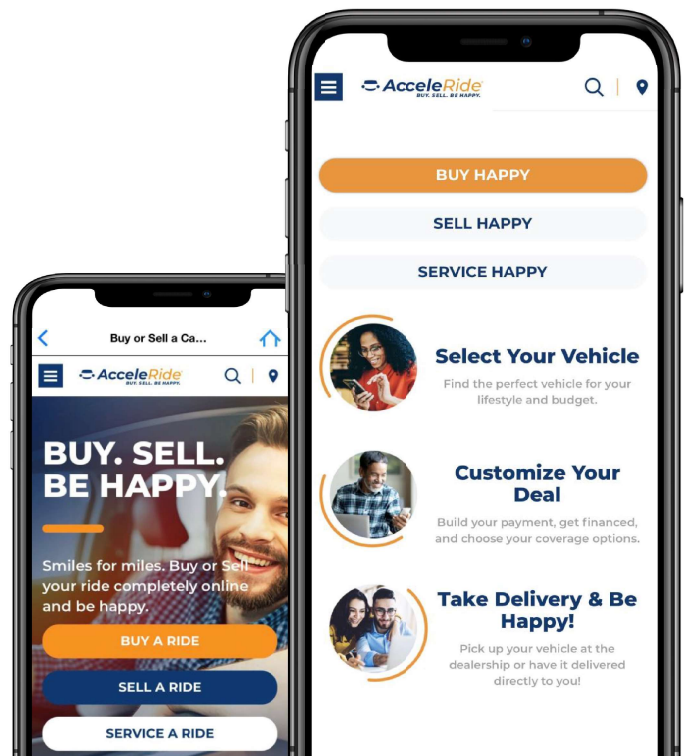 Buy or Sell a Ca...
AcceleRide
BUY. SELL. BE HAPPY.
BUY. SELL.
BE HAPPY.
Smiles for miles. Buy or Sell
your ride completely online
and be happy.
BUY A RIDE
SELL A RIDE
SERVICE A RIDE
AcceleRide
BUY. SELL. BE HAPPY.
BUY HAPPY
SELL HAPPY
SERVICE HAPPY
Select Your Vehicle
Find the perfect vehicle for your
lifestyle and budget.
Customize Your
Deal
Build your payment, get financed,
and choose your coverage options.
Take Delivery & Be
Happy!
Pick up your vehicle at the
dealership or have it delivered
directly to you!